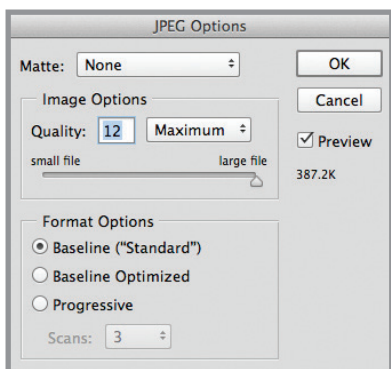 JPEG Options
Matte: None
OK
Image Options
Cancel
Quality: 12 Maximum
Preview
small file large file
387.2K
Format Options
Baseline ("Standard")
Baseline Optimized
Progressive
Scans: 3